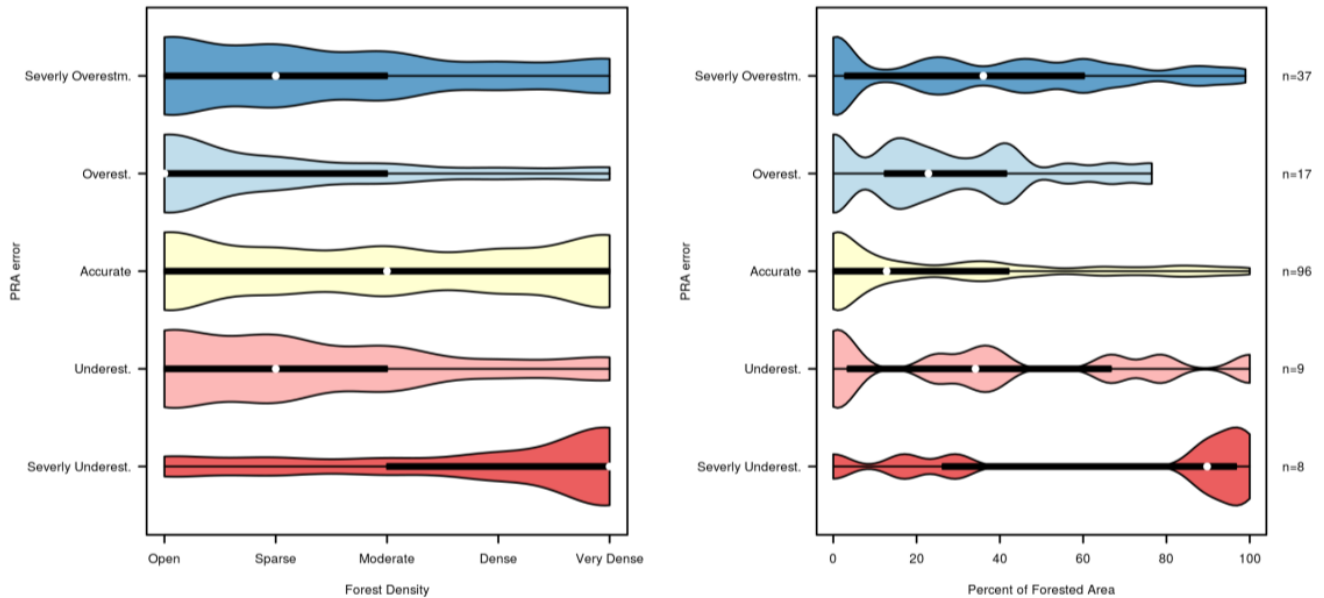 PRA error
Severly Overestm.
Overest.
Accurate
Underest.
Severly Underest.
Open Sparse Moderate Dense Very Dense
Forest Density
PRA error
Severly Overestm.
Overest.
Accurate
Underest.
Severly Underest.
0 20 40 60 80 100
Percent of Forested Area
n=37
n=17
n=96
n=9
n=8